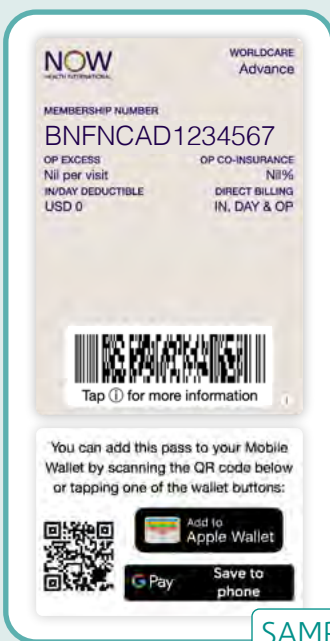 NOW
HEALTH INTERNATIONAL
WORLDCARE
Advance
MEMBERSHIP NUMBER
BNFNCAD1234567
OP EXCESS OP CO-INSURANCE
Nil per visit Nil%
IN/DAY DEDUCTIBLE DIRECT BILLING
USD 0 IN, DAY & OP
Tap ⓘ for more information
You can add this pass to your Mobile
Wallet by scanning the QR code below
or tapping one of the wallet buttons:
Add to
Apple Wallet
G Pay Save to
phone